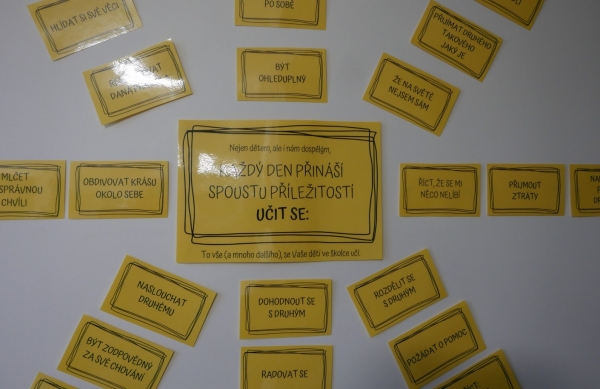 HLÍDAT SI SVÉ VĚCI
PO SOBĚ
PŘIJÍMAT DRUHÉHO
TAKOVÉHO
JAKÝ JE
BÝT
OHLEDUPLNÝ
ŽE NA SVĚTĚ
NEJSEM SÁM
Nejen dětem, ale i nám dospělým,
KAŽDÝ DEN PŘINÁŠÍ
SPOUSTU PŘÍLEŽITOSTÍ
UČIT SE:
To vše (a mnoho dalšího), se Vaše děti ve školce učí.
MLČET
SPRÁVNOU
CHVÍLI
OBDIVOVAT KRÁSU
OKOLO SEBE
ŘÍCT, ŽE SE MI
NĚCO NELÍBÍ
PŘIJMOUT
ZTRÁTY
NASLOUCHAT
DRUHÉMU
DOHODNOUT SE
S DRUHÝM
ROZDĚLIT SE
S DRUHÝM
BÝT ZODPOVĚDNÝ
ZA SVÉ CHOVÁNÍ
RADOVAT SE
POŽÁDAT O POMOC